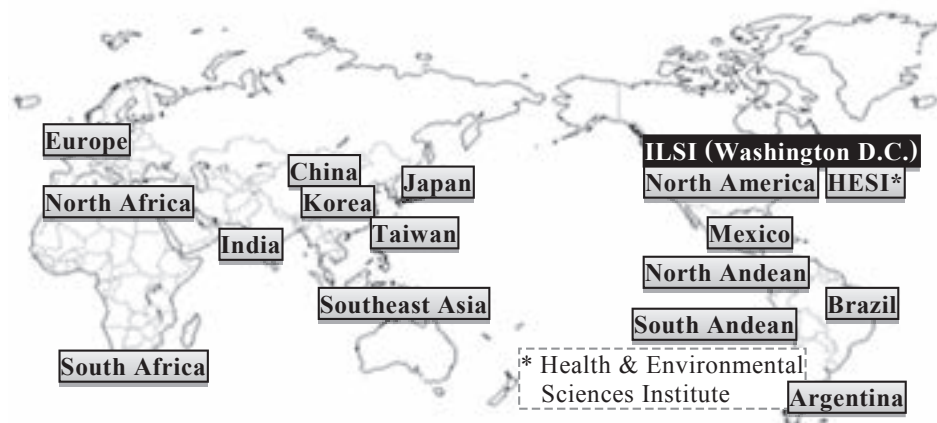 Europe
ILSI (Washington D.C.)
China
Japan
North America
HESI*
North Africa
Korea
India
Taiwan
Mexico
North Andean
Southeast Asia
Brazil
South Andean
South Africa
* Health & Environmental
Sciences Institute
Argentina